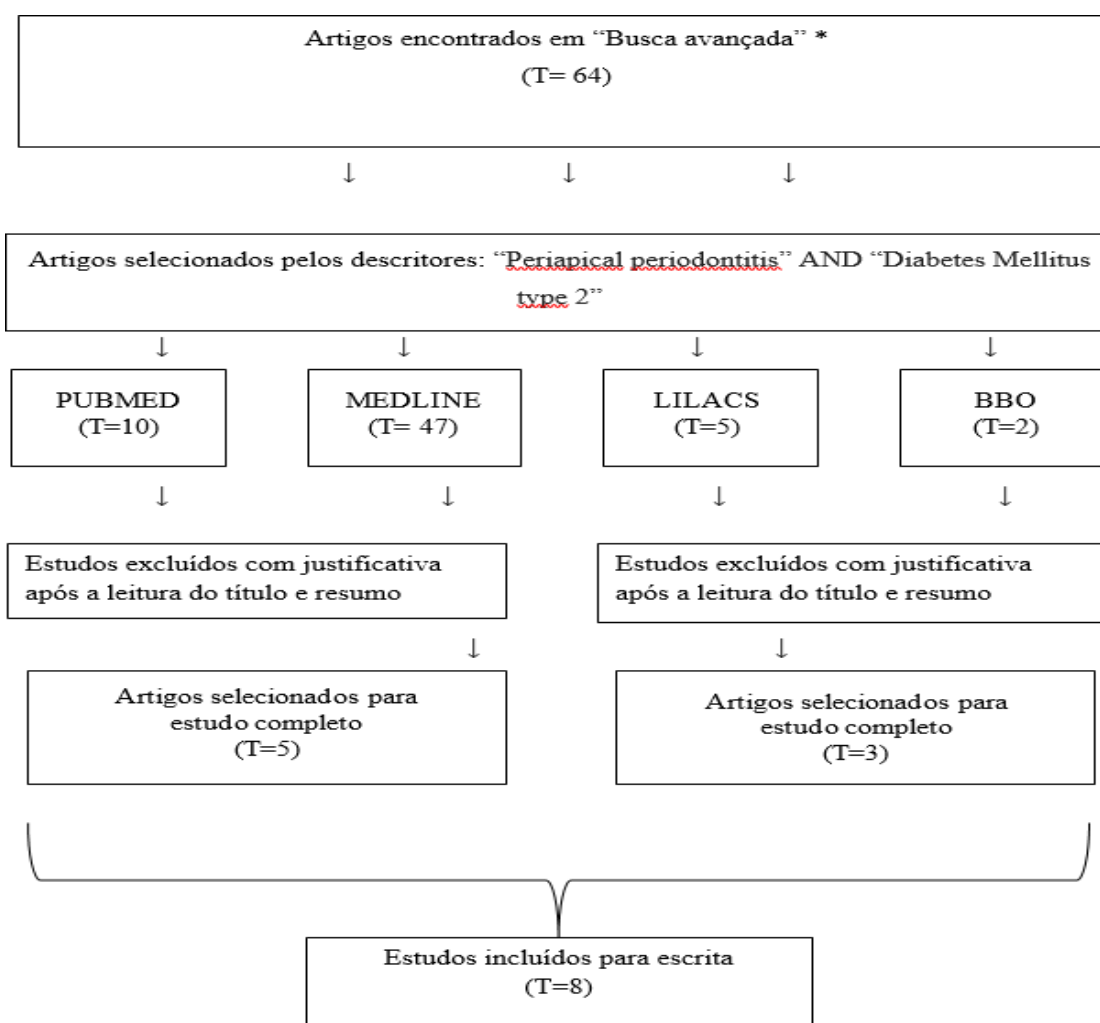 Artigos encontrados em “Busca avançada” *
(T= 64)
↓ ↓ ↓
Artigos selecionados pelos descritores: “Periapical periodontitis” AND “Diabetes Mellitus
type 2”
↓ ↓ ↓ ↓
PUBMED
(T=10)
MEDLINE
(T= 47)
LILACS
(T=5)
BBO
(T=2)
↓ ↓ ↓ ↓
Estudos excluídos com justificativa
após a leitura do título e resumo
Estudos excluídos com justificativa
após a leitura do título e resumo
↓ ↓
Artigos selecionados para
estudo completo
(T=5)
Artigos selecionados para
estudo completo
(T=3)
Estudos incluídos para escrita
(T=8)